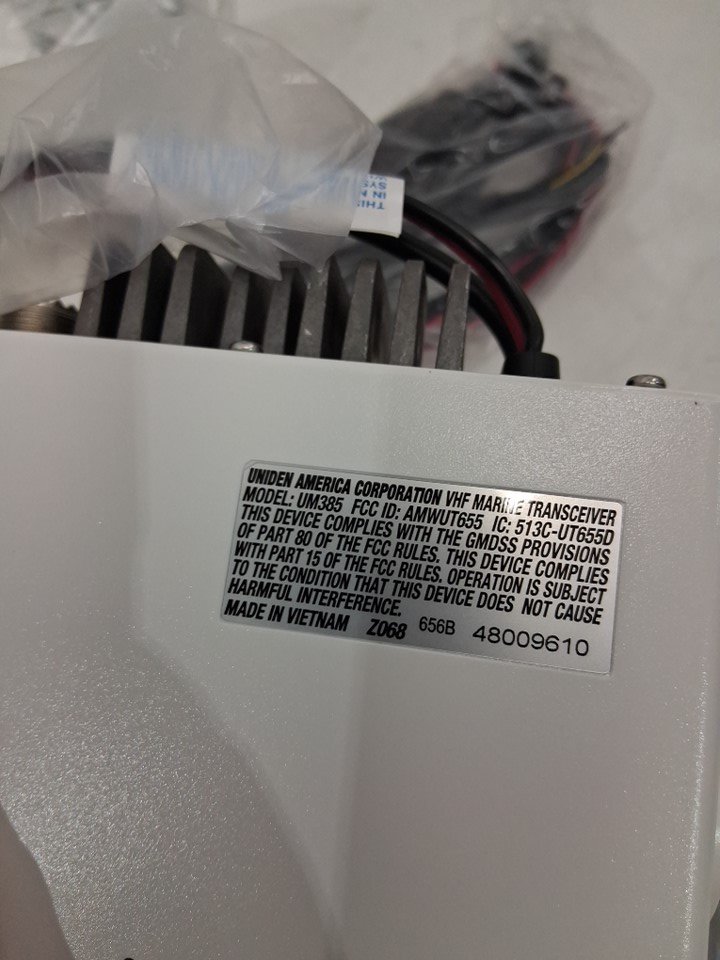 THIS
IN M
SYS
UNIDEN AMERICA CORPORATION VHF MARINE TRANSCEIVER
MODEL: UM385 FCC ID: AMWUT655 IC: 513C-UT655D
THIS DEVICE COMPLIES WITH THE GMDSS PROVISIONS
OF PART 80 OF THE FCC RULES. THIS DEVICE COMPLIES
WITH PART 15 OF THE FCC RULES. OPERATION IS SUBJECT
TO THE CONDITION THAT THIS DEVICE DOES NOT CAUSE
HARMFUL INTERFERENCE.
MADE IN VIETNAM Z068 656B 48009610